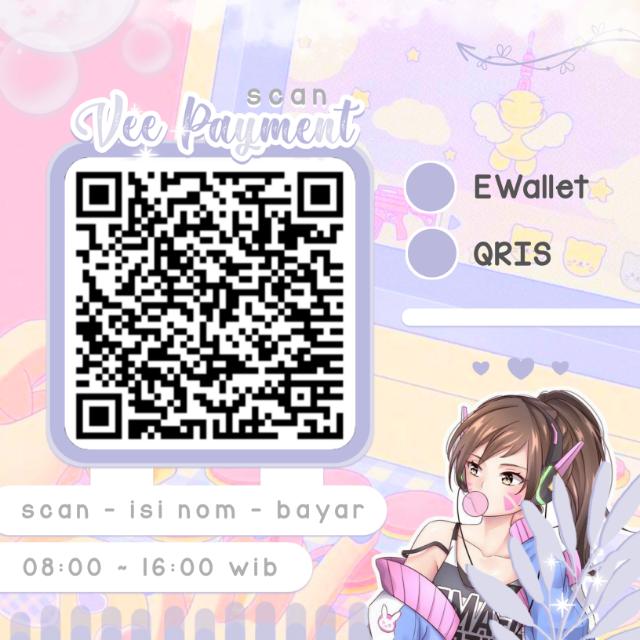 scan
Vee Payment
EWallet
QRIS
scan - isi nom - bayar
08:00 ~ 16:00 wib